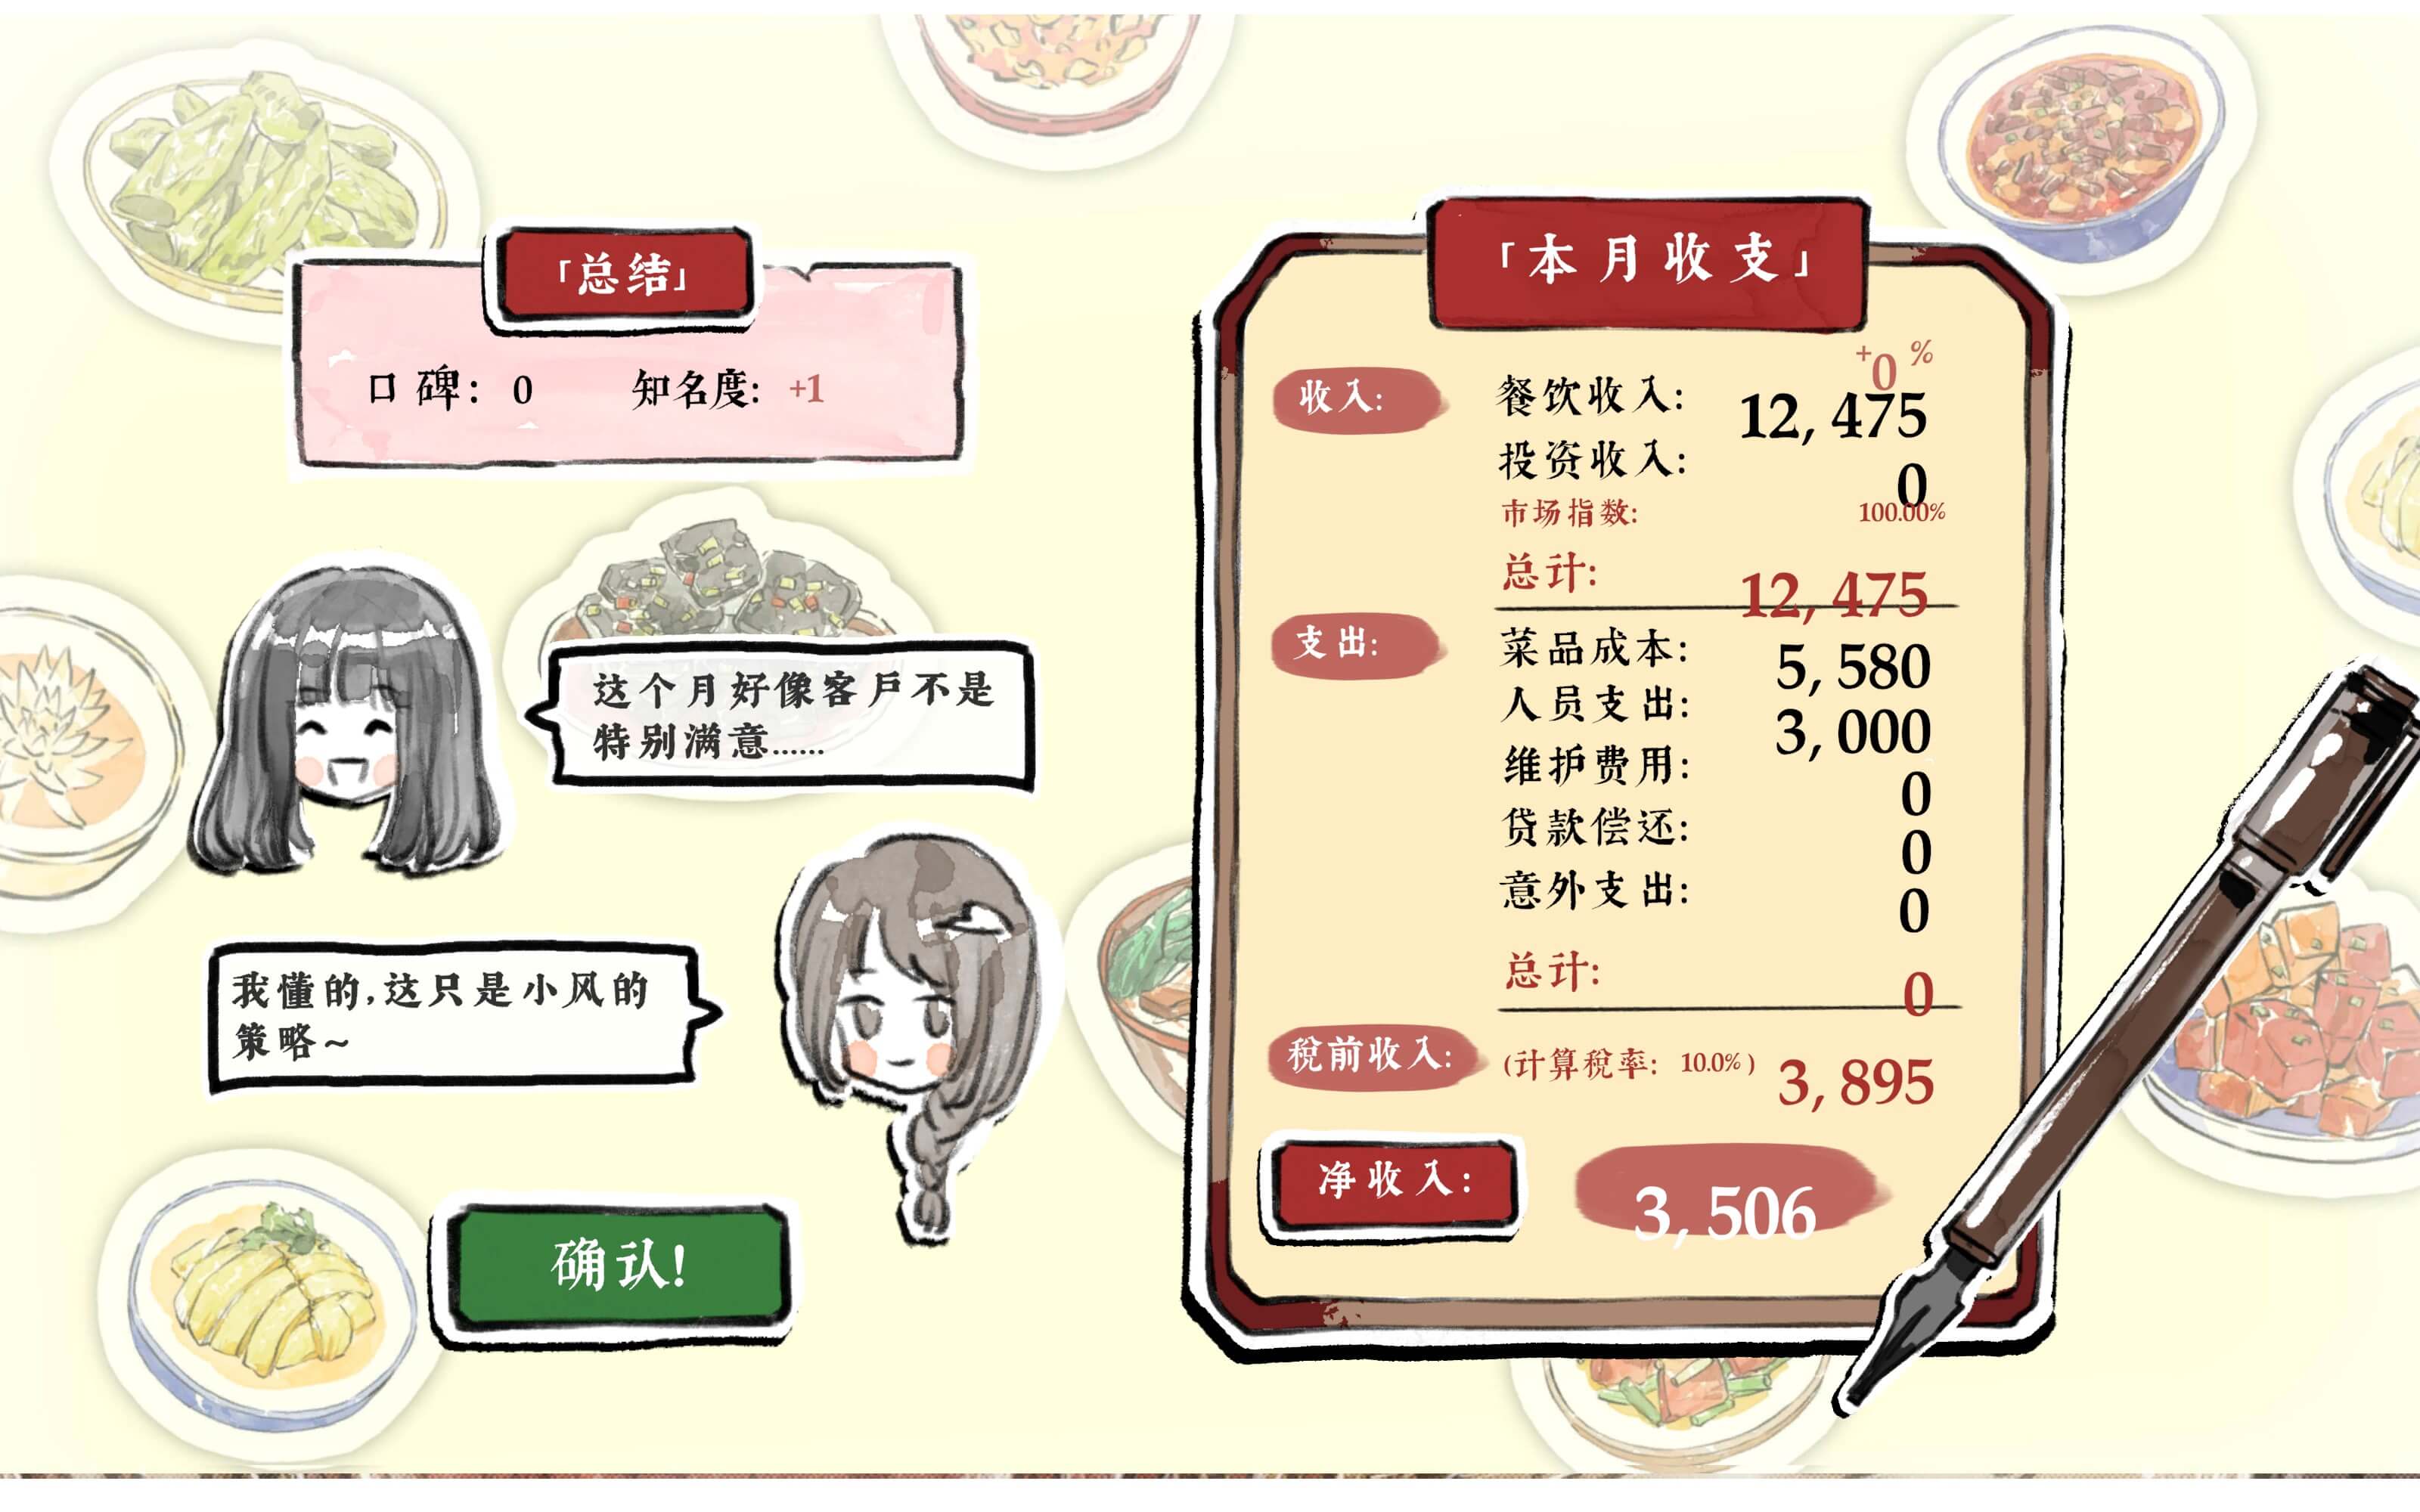 「总结」
口碑: 0 知名度: +1
这个月好像客戶不是
特别满意......
我懂的,这只是小风的
策略~
确认!
「本月收支」
+0 %
收入: 餐饮收入: 12,475
投资收入: 0
市场指数: 100.00%
总计: 12,475
支出: 菜品成本: 5,580
人员支出: 3,000
维护费用: 0
贷款偿还: 0
意外支出: 0
总计: 0
税前收入: (计算税率: 10.0%) 3,895
净收入: 3,506